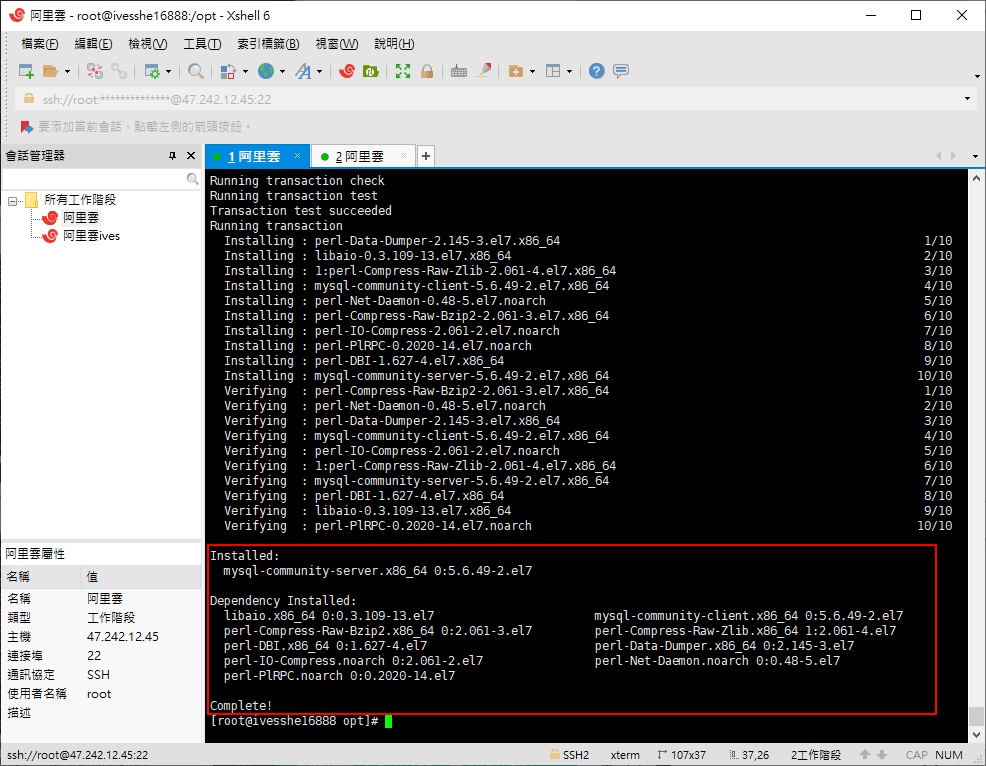 阿里雲 - root@ivesshe16888:/opt - Xshell 6
檔案(F) 編輯(E) 檢視(V) 工具(T) 索引標籤(B) 視窗(W) 說明(H)
ssh://root:**************@47.242.12.45:22
要添加當前會話，點擊左側的箭頭按鈕。
會話管理器
1 阿里雲 2 阿里雲
所有工作階段
阿里雲
阿里雲ives
阿里雲屬性
名稱 值
名稱 阿里雲
類型 工作階段
主機 47.242.12.45
連接埠 22
通訊協定 SSH
使用者名稱 root
描述
Running transaction check
Running transaction test
Transaction test succeeded
Running transaction
Installing : perl-Data-Dumper-2.145-3.el7.x86_64 1/10
Installing : libaio-0.3.109-13.el7.x86_64 2/10
Installing : 1:perl-Compress-Raw-Zlib-2.061-4.el7.x86_64 3/10
Installing : mysql-community-client-5.6.49-2.el7.x86_64 4/10
Installing : perl-Net-Daemon-0.48-5.el7.noarch 5/10
Installing : perl-Compress-Raw-Bzip2-2.061-3.el7.x86_64 6/10
Installing : perl-IO-Compress-2.061-2.el7.noarch 7/10
Installing : perl-PlRPC-0.2020-14.el7.noarch 8/10
Installing : perl-DBI-1.627-4.el7.x86_64 9/10
Installing : mysql-community-server-5.6.49-2.el7.x86_64 10/10
Verifying : perl-Compress-Raw-Bzip2-2.061-3.el7.x86_64 1/10
Verifying : perl-Net-Daemon-0.48-5.el7.noarch 2/10
Verifying : perl-Data-Dumper-2.145-3.el7.x86_64 3/10
Verifying : mysql-community-client-5.6.49-2.el7.x86_64 4/10
Verifying : perl-IO-Compress-2.061-2.el7.noarch 5/10
Verifying : 1:perl-Compress-Raw-Zlib-2.061-4.el7.x86_64 6/10
Verifying : mysql-community-server-5.6.49-2.el7.x86_64 7/10
Verifying : perl-DBI-1.627-4.el7.x86_64 8/10
Verifying : libaio-0.3.109-13.el7.x86_64 9/10
Verifying : perl-PlRPC-0.2020-14.el7.noarch 10/10
Installed:
mysql-community-server.x86_64 0:5.6.49-2.el7
Dependency Installed:
libaio.x86_64 0:0.3.109-13.el7 mysql-community-client.x86_64 0:5.6.49-2.el7
perl-Compress-Raw-Bzip2.x86_64 0:2.061-3.el7 perl-Compress-Raw-Zlib.x86_64 1:2.061-4.el7
perl-DBI.x86_64 0:1.627-4.el7 perl-Data-Dumper.x86_64 0:2.145-3.el7
perl-IO-Compress.noarch 0:2.061-2.el7 perl-Net-Daemon.noarch 0:0.48-5.el7
perl-PlRPC.noarch 0:0.2020-14.el7
Complete!
[root@ivesshe16888 opt]#
ssh://root@47.242.12.45:22 SSH2 xterm 107x37 37,26 2工作階段 CAP NUM